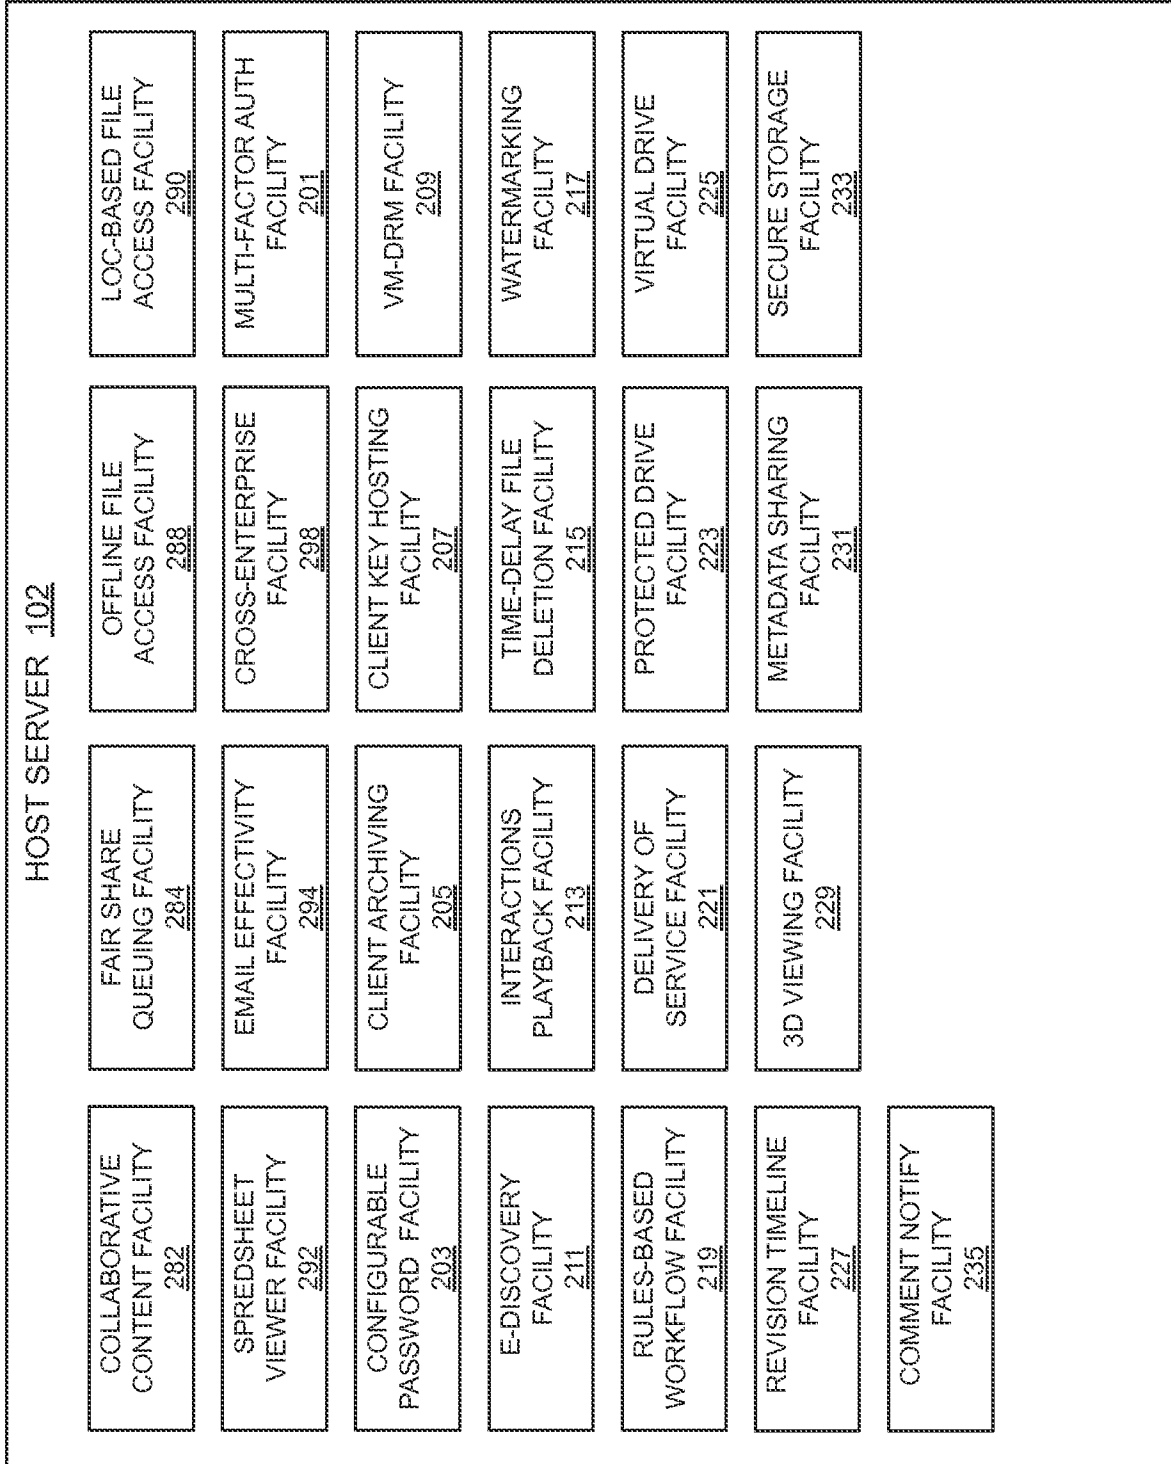 HOST SERVER 102
COLLABORATIVE
CONTENT FACILITY
282
FAIR SHARE
QUEUING FACILITY
284
OFFLINE FILE
ACCESS FACILITY
288
LOC-BASED FILE
ACCESS FACILITY
290
SPREDSHEET
VIEWER FACILITY
292
EMAIL EFFECTIVITY
FACILITY
294
CROSS-ENTERPRISE
FACILITY
298
MULTI-FACTOR AUTH
FACILITY
201
CONFIGURABLE
PASSWORD FACILITY
203
CLIENT ARCHIVING
FACILITY
205
CLIENT KEY HOSTING
FACILITY
207
VM-DRM FACILITY
209
E-DISCOVERY
FACILITY
211
INTERACTIONS
PLAYBACK FACILITY
213
TIME-DELAY FILE
DELETION FACILITY
215
WATERMARKING
FACILITY
217
RULES-BASED
WORKFLOW FACILITY
219
DELIVERY OF
SERVICE FACILITY
221
PROTECTED DRIVE
FACILITY
223
VIRTUAL DRIVE
FACILITY
225
REVISION TIMELINE
FACILITY
227
3D VIEWING FACILITY
229
METADATA SHARING
FACILITY
231
SECURE STORAGE
FACILITY
233
COMMENT NOTIFY
FACILITY
235